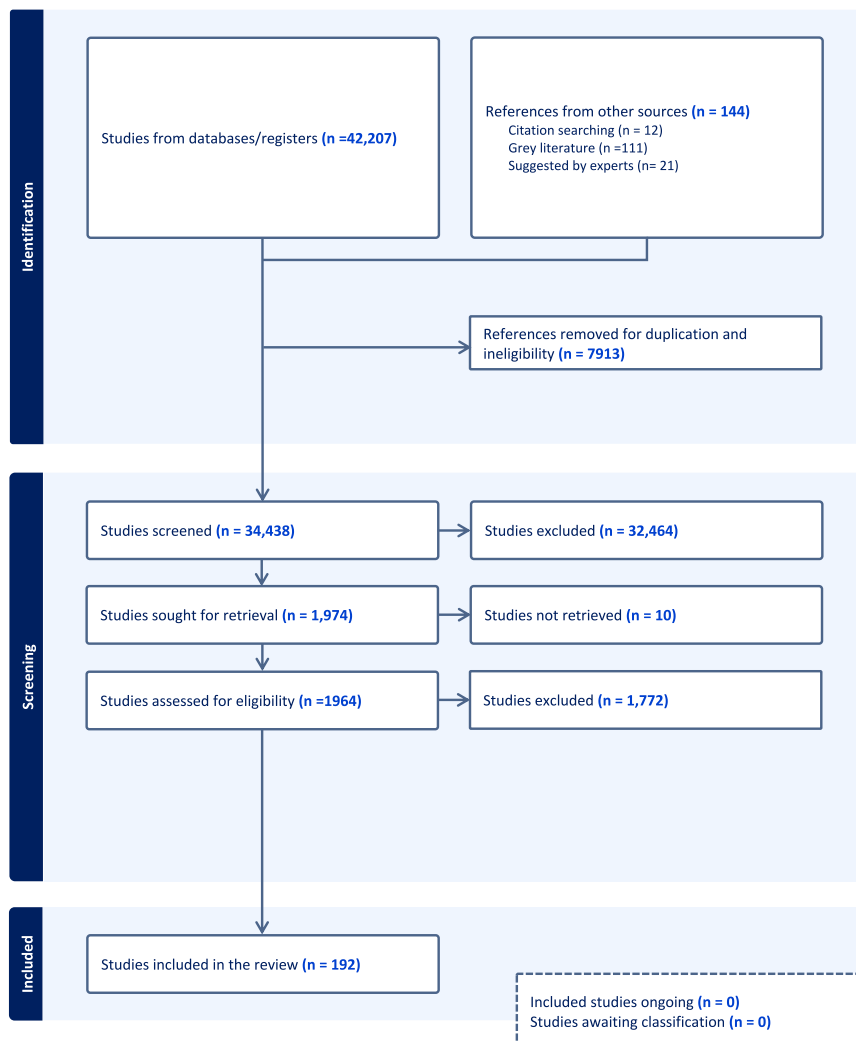 Identification
Studies from databases/registers (n =42,207)
References from other sources (n = 144)
Citation searching (n = 12)
Grey literature (n =111)
Suggested by experts (n= 21)
References removed for duplication and
ineligibility (n = 7913)
Screening
Studies screened (n = 34,438)
Studies excluded (n = 32,464)
Studies sought for retrieval (n = 1,974)
Studies not retrieved (n = 10)
Studies assessed for eligibility (n =1964)
Studies excluded (n = 1,772)
Included
Studies included in the review (n = 192)
Included studies ongoing (n = 0)
Studies awaiting classification (n = 0)